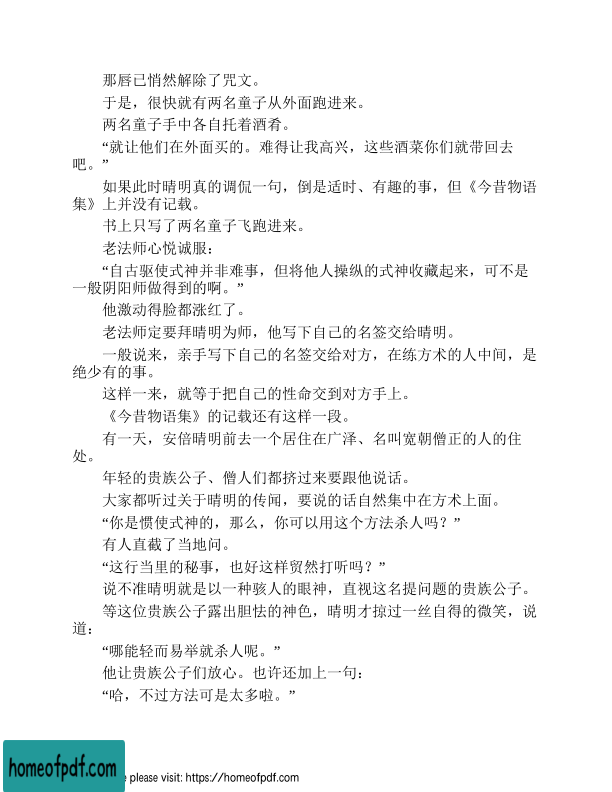 那唇已悄然解除了咒文。
于是，很快就有两名童子从外面跑进来。
两名童子手中各自托着酒肴。
“就让他们在外面买的。难得让我高兴，这些酒菜你们就带回去
吧。”
如果此时晴明真的调侃一句，倒是适时、有趣的事，但《今昔物语
集》上并没有记载。
书上只写了两名童子飞跑进来。
老法师心悦诚服：
“自古驱使式神并非难事，但将他人操纵的式神收藏起来，可不是
一般阴阳师做得到的啊。”
他激动得脸都涨红了。
老法师定要拜晴明为师，他写下自己的名签交给晴明。
一般说来，亲手写下自己的名签交给对方，在练方术的人中间，是
绝少有的事。
这样一来，就等于把自己的性命交到对方手上。
《今昔物语集》的记载还有这样一段。
有一天，安倍晴明前去一个居住在广泽、名叫宽朝僧正的人的住
处。
年轻的贵族公子、僧人们都挤过来要跟他说话。
大家都听过关于晴明的传闻，要说的话自然集中在方术上面。
“你是惯使式神的，那么，你可以用这个方法杀人吗？”
有人直截了当地问。
“这行当里的秘事，也好这样贸然打听吗？”
说不准晴明就是以一种骇人的眼神，直视这名提问题的贵族公子。
等这位贵族公子露出胆怯的神色，晴明才掠过一丝自得的微笑，说
道：
“哪能轻而易举就杀人呢。”
他让贵族公子们放心。也许还加上一句：
“哈，不过方法可是太多啦。”
homeofpdf.com
e please visit: https://homeofpdf.com